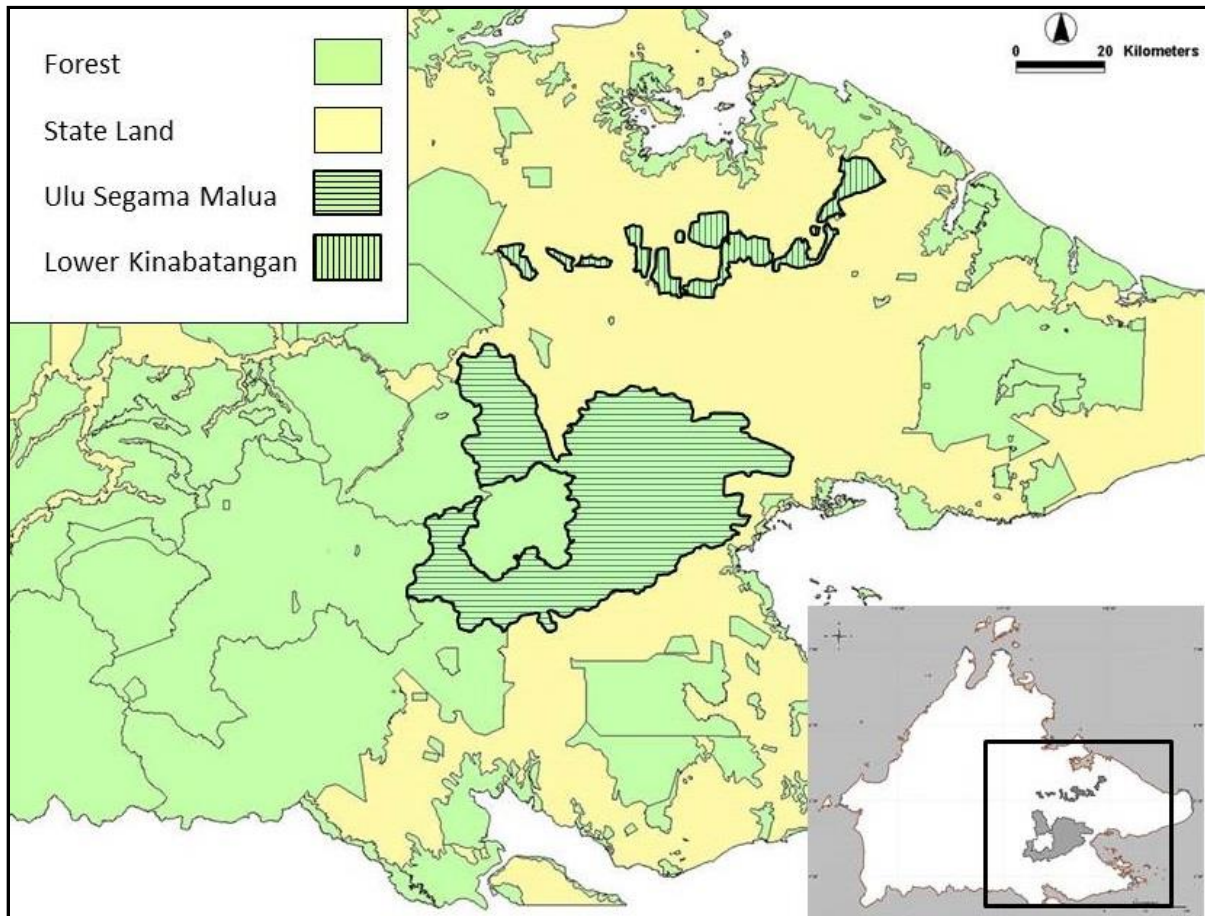 Forest
State Land
Ulu Segama Malua
Lower Kinabatangan
0 20 Kilometers